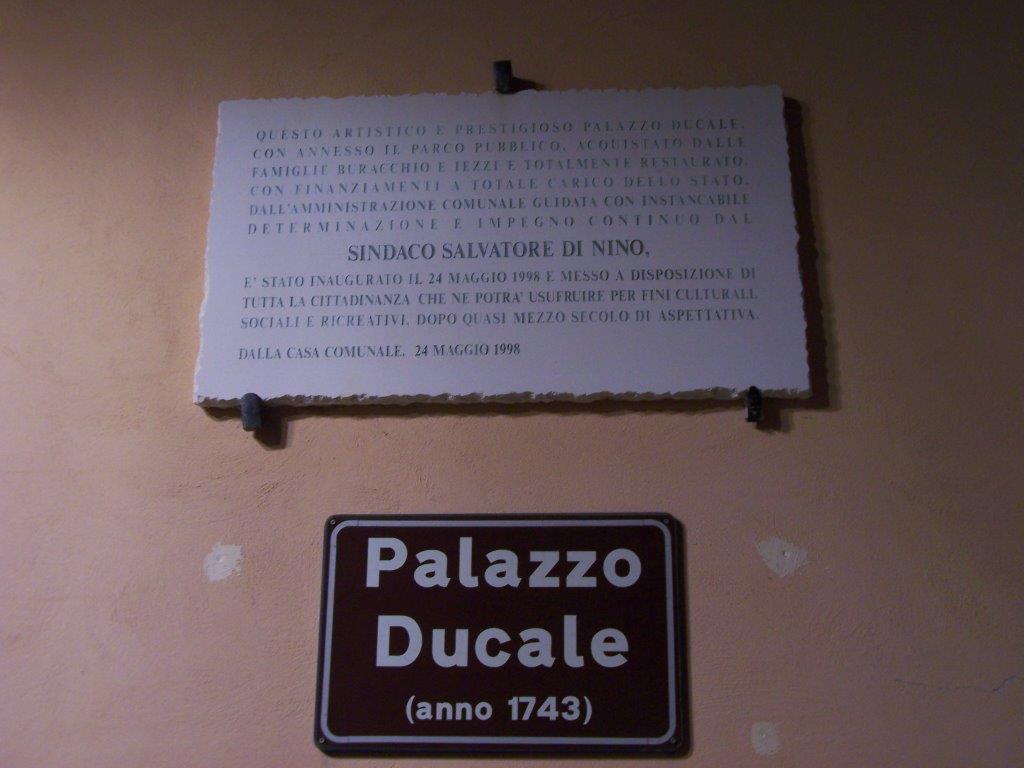 QUESTO ARTISTICO E PRESTIGIOSO PALAZZO DUCALE,
CON ANNESSO IL PARCO PUBBLICO, ACQUISTATO DALLE
FAMIGLIE BURACCHIO E IEZZI E TOTALMENTE RESTAURATO,
CON FINANZIAMENTI A TOTALE CARICO DELLO STATO,
DALL'AMMINISTRAZIONE COMUNALE GUIDATA CON INSTANCABILE
DETERMINAZIONE E IMPEGNO CONTINUO DAL
SINDACO SALVATORE DI NINO,
E' STATO INAUGURATO IL 24 MAGGIO 1998 E MESSO A DISPOSIZIONE DI
TUTTA LA CITTADINANZA CHE NE POTRA' USUFRUIRE PER FINI CULTURALI,
SOCIALI E RICREATIVI, DOPO QUASI MEZZO SECOLO DI ASPETTATIVA.
DALLA CASA COMUNALE, 24 MAGGIO 1998
Palazzo
Ducale
(anno 1743)